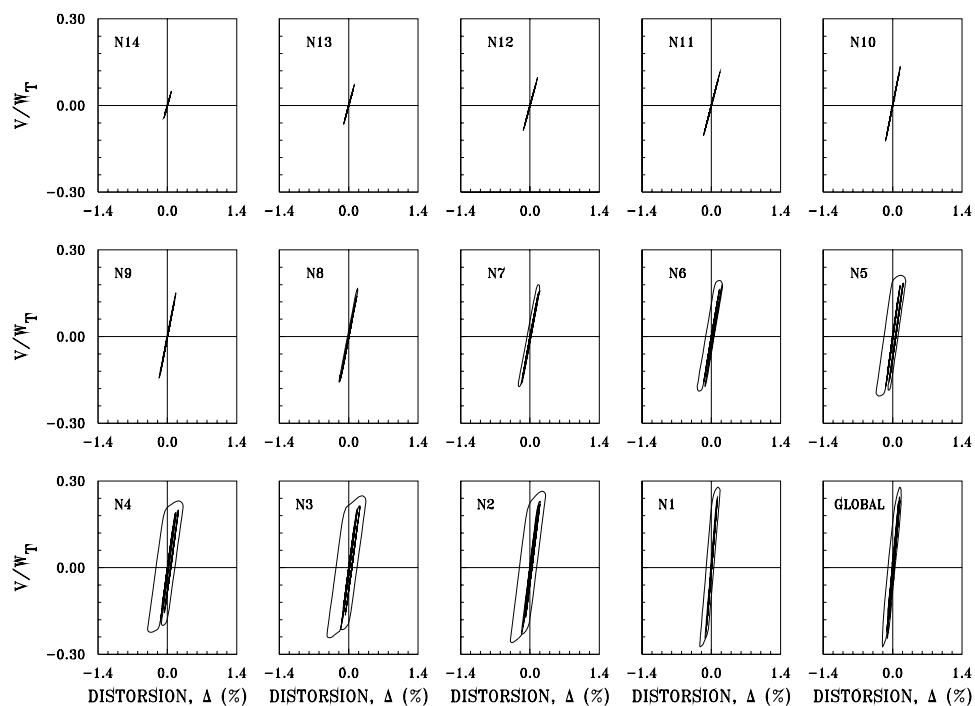 0.30
N14 N13 N12 N11 N10
V/W_T 0.00
−0.30
−1.4 0.0 1.4 −1.4 0.0 1.4 −1.4 0.0 1.4 −1.4 0.0 1.4 −1.4 0.0 1.4
0.30
N9 N8 N7 N6 N5
V/W_T 0.00
−0.30
−1.4 0.0 1.4 −1.4 0.0 1.4 −1.4 0.0 1.4 −1.4 0.0 1.4 −1.4 0.0 1.4
0.30
N4 N3 N2 N1 GLOBAL
V/W_T 0.00
−0.30
−1.4 0.0 1.4 −1.4 0.0 1.4 −1.4 0.0 1.4 −1.4 0.0 1.4 −1.4 0.0 1.4
DISTORSION, Δ (%) DISTORSION, Δ (%) DISTORSION, Δ (%) DISTORSION, Δ (%) DISTORSION, Δ (%)